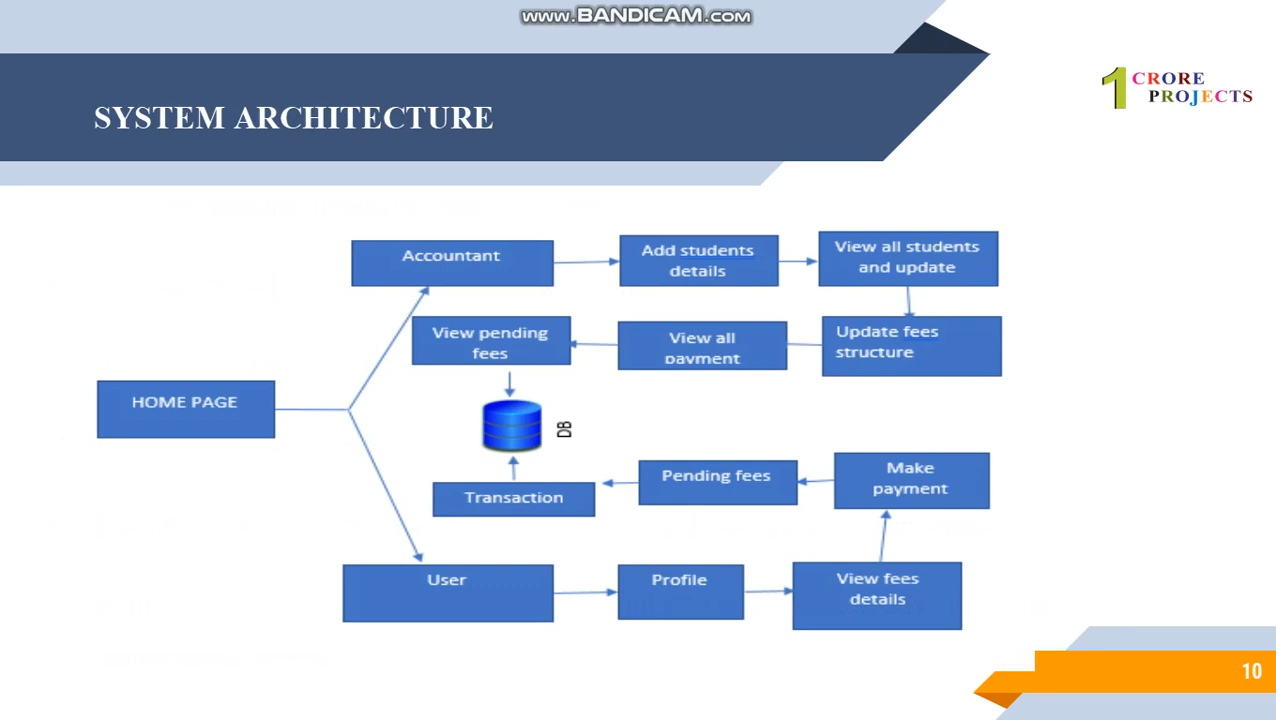 www.BANDICAM.com
1 CRORE
PROJECTS
SYSTEM ARCHITECTURE
Accountant
Add students
details
View all students
and update
View pending
fees
View all
payment
Update fees
structure
HOME PAGE
DB
Transaction
Pending fees
Make
payment
User
Profile
View fees
details
10